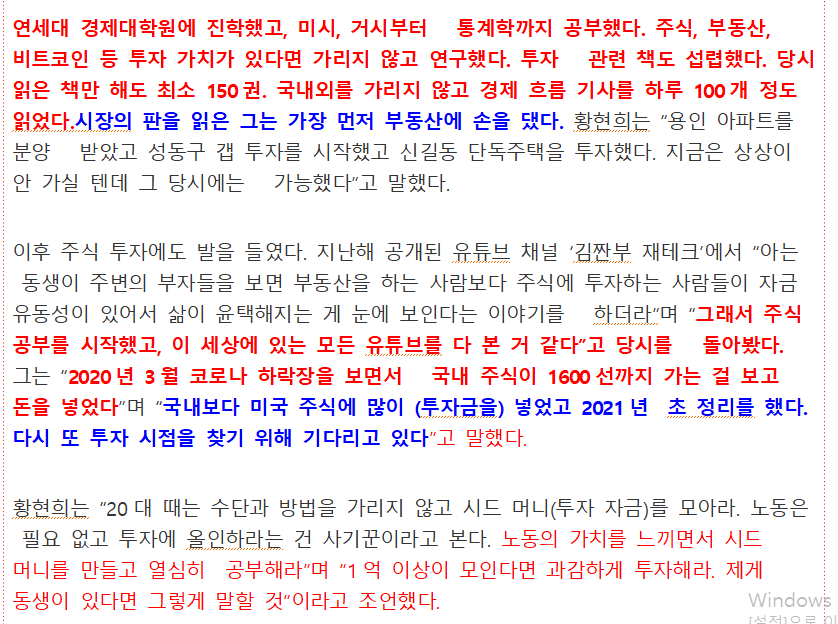 연세대 경제대학원에 진학했고, 미시, 거시부터 통계학까지 공부했다. 주식, 부동산,
비트코인 등 투자 가치가 있다면 가리지 않고 연구했다. 투자 관련 책도 섭렵했다. 당시
읽은 책만 해도 최소 150권. 국내외를 가리지 않고 경제 흐름 기사를 하루 100개 정도
읽었다.시장의 판을 읽은 그는 가장 먼저 부동산에 손을 댔다. 황현희는 “용인 아파트를
분양 받았고 성동구 갭 투자를 시작했고 신길동 단독주택을 투자했다. 지금은 상상이
안 가실 텐데 그 당시에는 가능했다”고 말했다.
이후 주식 투자에도 발을 들였다. 지난해 공개된 유튜브 채널 ‘김짠부 재테크’에서 “아는
동생이 주변의 부자들을 보면 부동산을 하는 사람보다 주식에 투자하는 사람들이 자금
유동성이 있어서 삶이 윤택해지는 게 눈에 보인다는 이야기를 하더라”며 “그래서 주식
공부를 시작했고, 이 세상에 있는 모든 유튜브를 다 본 거 같다”고 당시를 돌아봤다.
그는 “2020년 3월 코로나 하락장을 보면서 국내 주식이 1600선까지 가는 걸 보고
돈을 넣었다”며 “국내보다 미국 주식에 많이 (투자금을) 넣었고 2021년 초 정리를 했다.
다시 또 투자 시점을 찾기 위해 기다리고 있다”고 말했다.
황현희는 “20대 때는 수단과 방법을 가리지 않고 시드 머니(투자 자금)를 모아라. 노동은
필요 없고 투자에 올인하라는 건 사기꾼이라고 본다. 노동의 가치를 느끼면서 시드
머니를 만들고 열심히 공부해라”며 “1억 이상이 모인다면 과감하게 투자해라. 제게
동생이 있다면 그렇게 말할 것”이라고 조언했다.
Windows